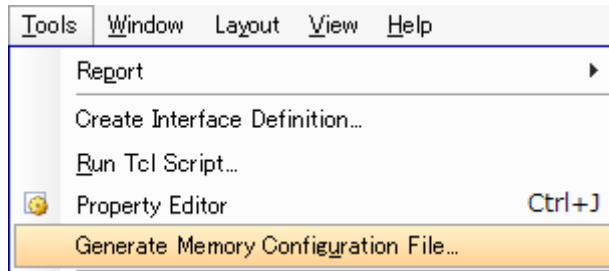 Tools Window Layout View Help
Report
Create Interface Definition...
Run Tcl Script...
Property Editor Ctrl+J
Generate Memory Configuration File...